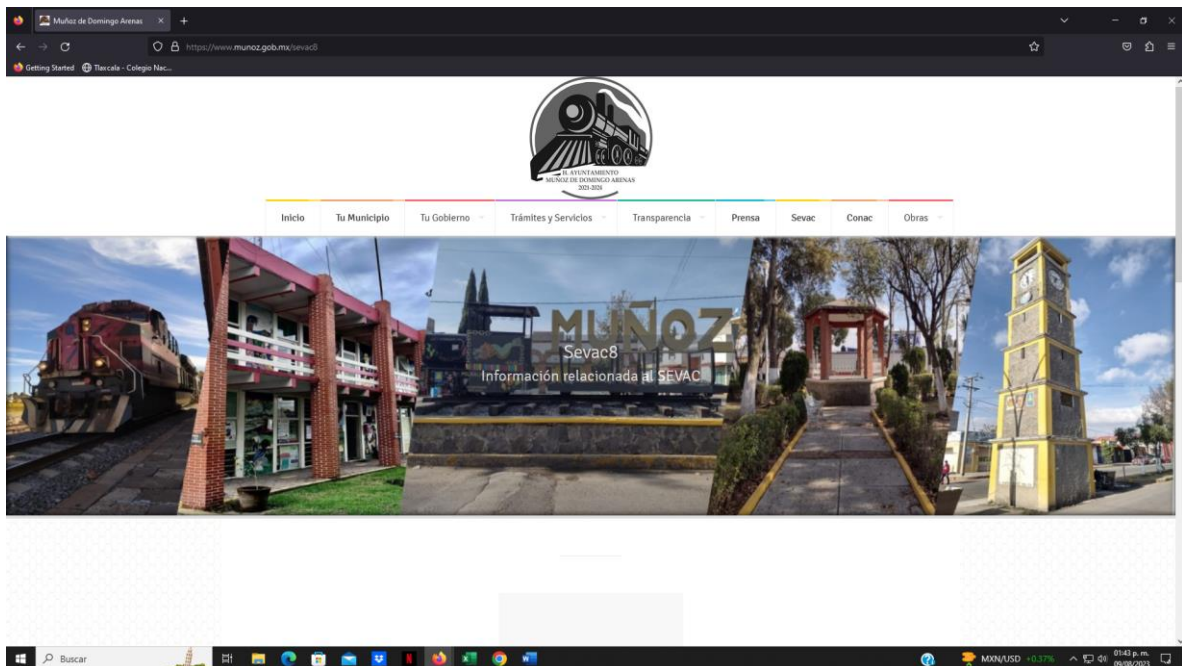 Muñoz de Domingo Arenas
https://www.munoz.gob.mx/sevac8
Getting Started Tlaxcala - Colegio Nac...
H. AYUNTAMIENTO
MUÑOZ DE DOMINGO ARENAS
2021-2024
Inicio Tu Municipio Tu Gobierno Trámites y Servicios Transparencia Prensa Sevac Conac Obras
MUÑOZ
Sevac8
Información relacionada al SEVAC
Buscar
MXN/USD +0.37%
01:43 p. m.
09/08/2023